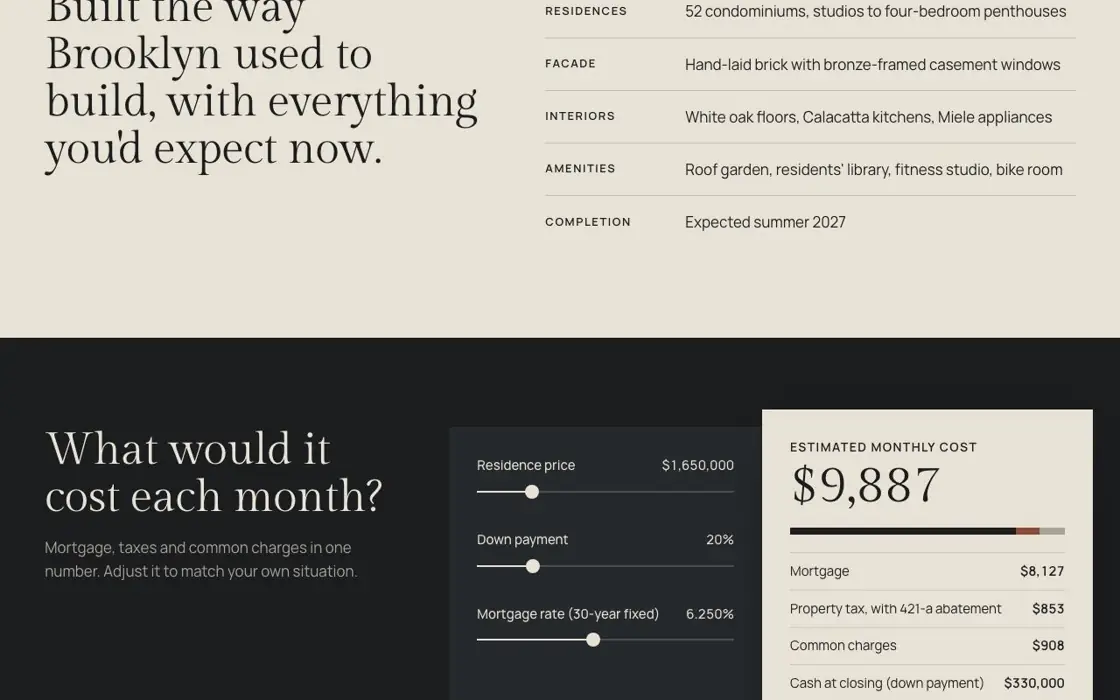 Built the way
Brooklyn used to
build, with everything
you'd expect now.
RESIDENCES 52 condominiums, studios to four-bedroom penthouses
FACADE Hand-laid brick with bronze-framed casement windows
INTERIORS White oak floors, Calacatta kitchens, Miele appliances
AMENITIES Roof garden, residents' library, fitness studio, bike room
COMPLETION Expected summer 2027
What would it
cost each month?
Mortgage, taxes and common charges in one
number. Adjust it to match your own situation.
Residence price $1,650,000
Down payment 20%
Mortgage rate (30-year fixed) 6.250%
ESTIMATED MONTHLY COST
$9,887
Mortgage $8,127
Property tax, with 421-a abatement $853
Common charges $908
Cash at closing (down payment) $330,000